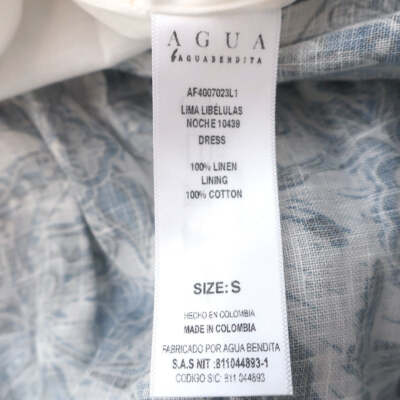 AGUA
by AGUABENDITA
AF4007023L1
LIMA LIBÉLULAS
NOCHE 10439
DRESS
100% LINEN
LINING
100% COTTON
SIZE: S
HECHO EN COLOMBIA
MADE IN COLOMBIA
FABRICADO POR AGUA BENDITA
S.A.S NIT :811044893-1
CODIGO SIC: 811 044893